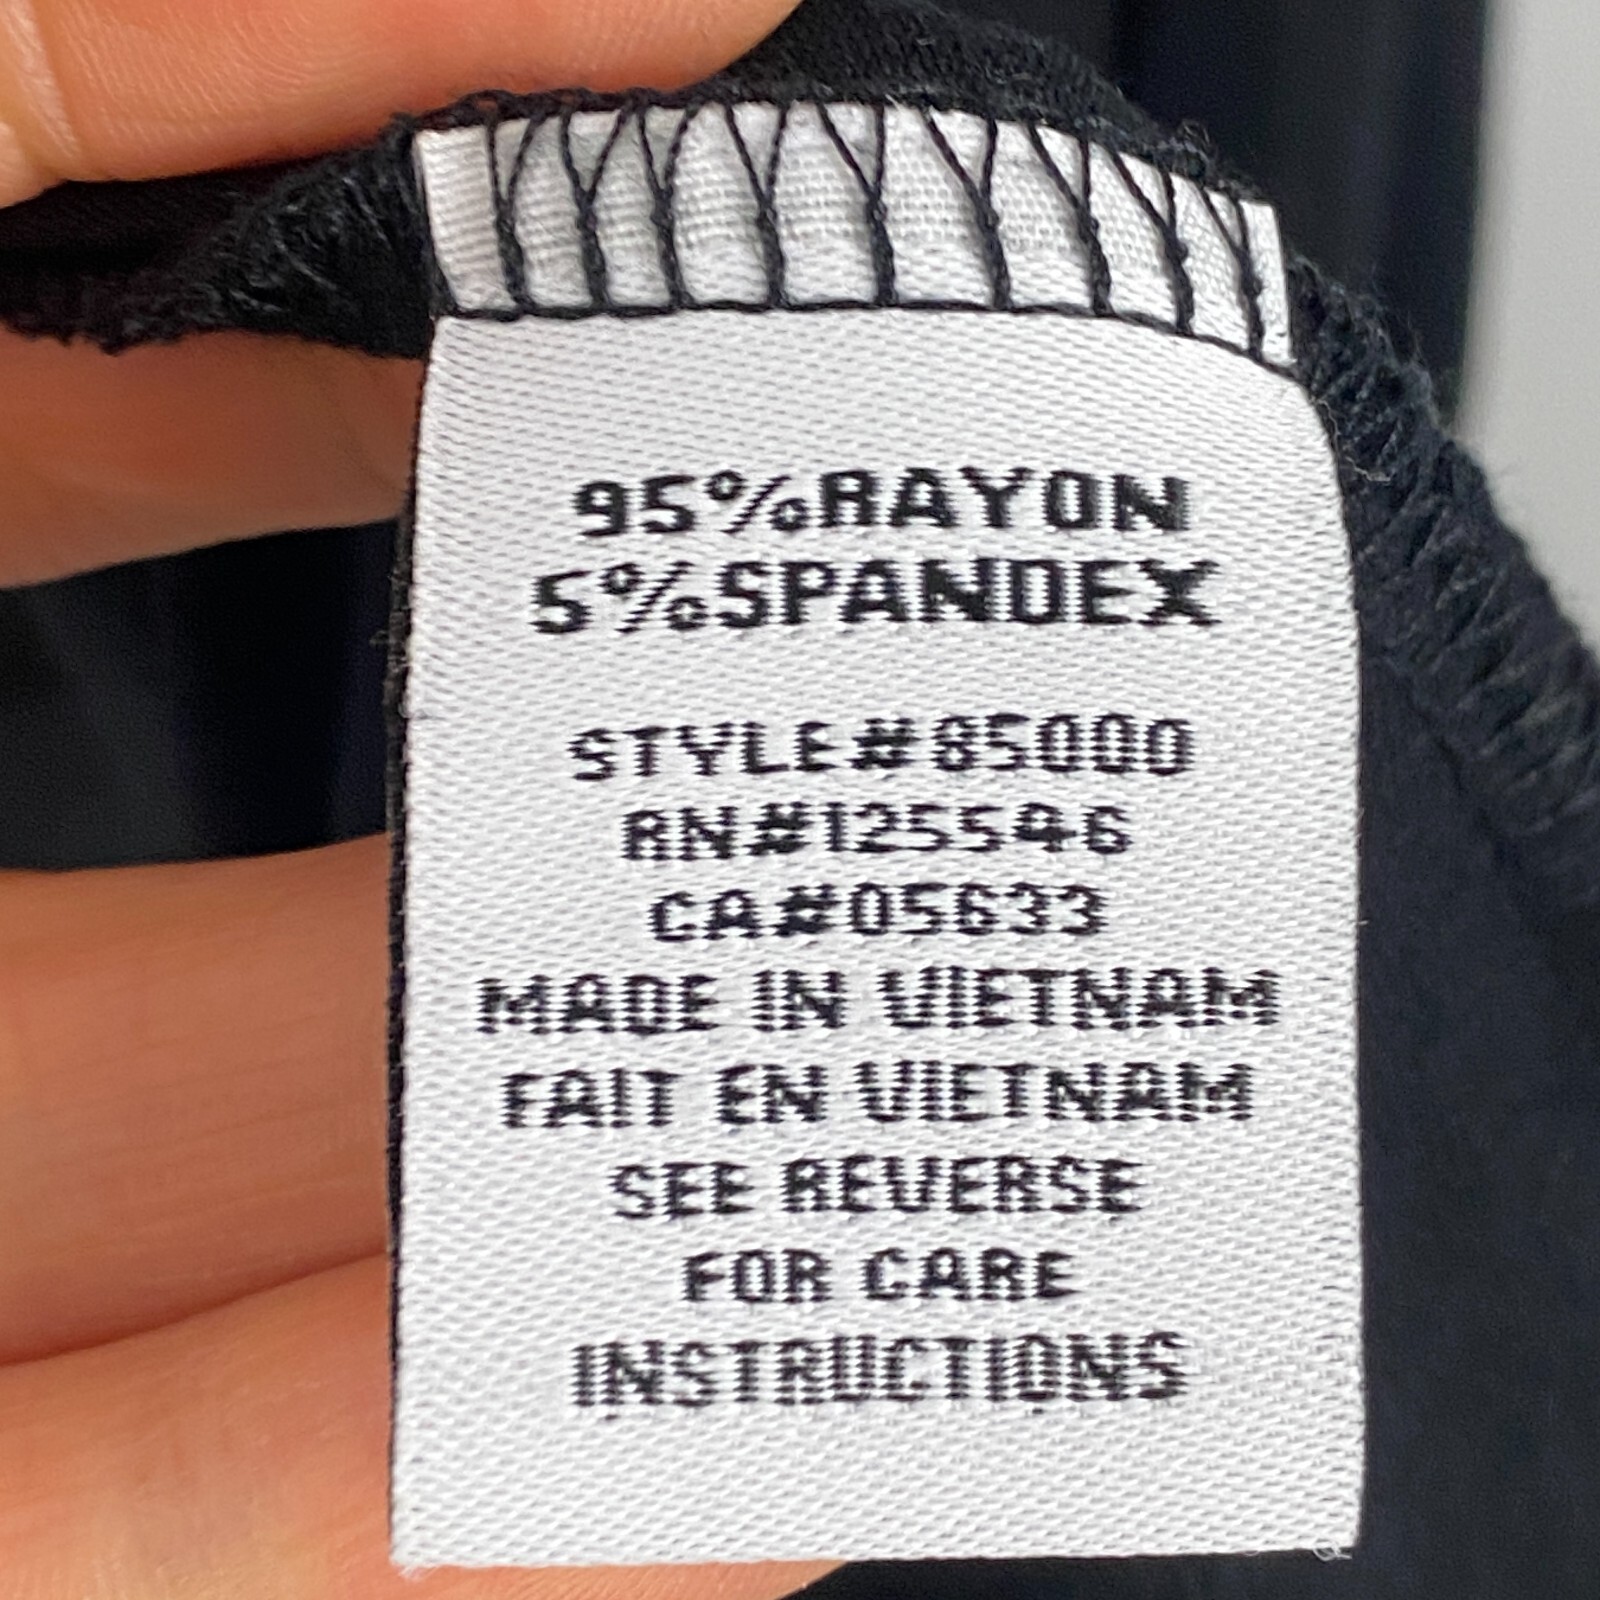 95%RAYON
5%SPANDEX
STYLE#85000
RN#125546
CA#05633
MADE IN VIETNAM
FAIT EN VIETNAM
SEE REVERSE
FOR CARE
INSTRUCTIONS